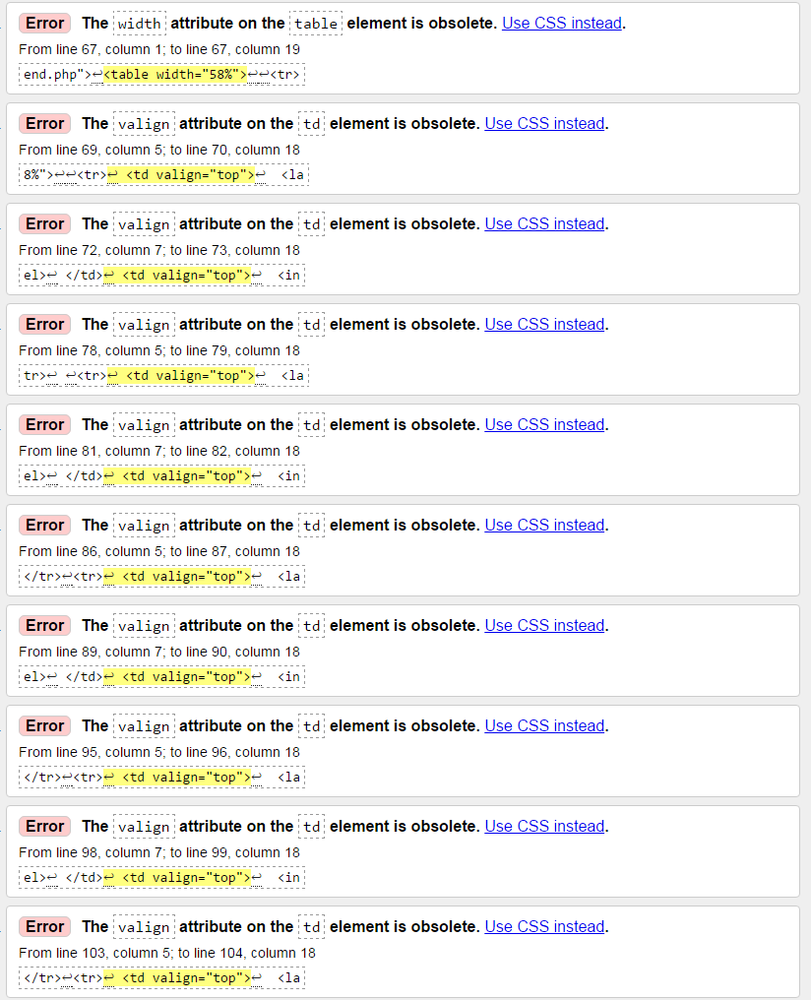 Error The width attribute on the table element is obsolete. Use CSS instead.
From line 67, column 1; to line 67, column 19
end.php">↩<table width="58%">↩↩<tr>
Error The valign attribute on the td element is obsolete. Use CSS instead.
From line 69, column 5; to line 70, column 18
8%">↩↩<tr>↩ <td valign="top">↩  <la
Error The valign attribute on the td element is obsolete. Use CSS instead.
From line 72, column 7; to line 73, column 18
el>↩ </td>↩ <td valign="top">↩  <in
Error The valign attribute on the td element is obsolete. Use CSS instead.
From line 78, column 5; to line 79, column 18
tr>↩ ↩<tr>↩ <td valign="top">↩  <la
Error The valign attribute on the td element is obsolete. Use CSS instead.
From line 81, column 7; to line 82, column 18
el>↩ </td>↩ <td valign="top">↩  <in
Error The valign attribute on the td element is obsolete. Use CSS instead.
From line 86, column 5; to line 87, column 18
</tr>↩<tr>↩ <td valign="top">↩  <la
Error The valign attribute on the td element is obsolete. Use CSS instead.
From line 89, column 7; to line 90, column 18
el>↩ </td>↩ <td valign="top">↩  <in
Error The valign attribute on the td element is obsolete. Use CSS instead.
From line 95, column 5; to line 96, column 18
</tr>↩<tr>↩ <td valign="top">↩  <la
Error The valign attribute on the td element is obsolete. Use CSS instead.
From line 98, column 7; to line 99, column 18
el>↩ </td>↩ <td valign="top">↩  <in
Error The valign attribute on the td element is obsolete. Use CSS instead.
From line 103, column 5; to line 104, column 18
</tr>↩<tr>↩ <td valign="top">↩  <la